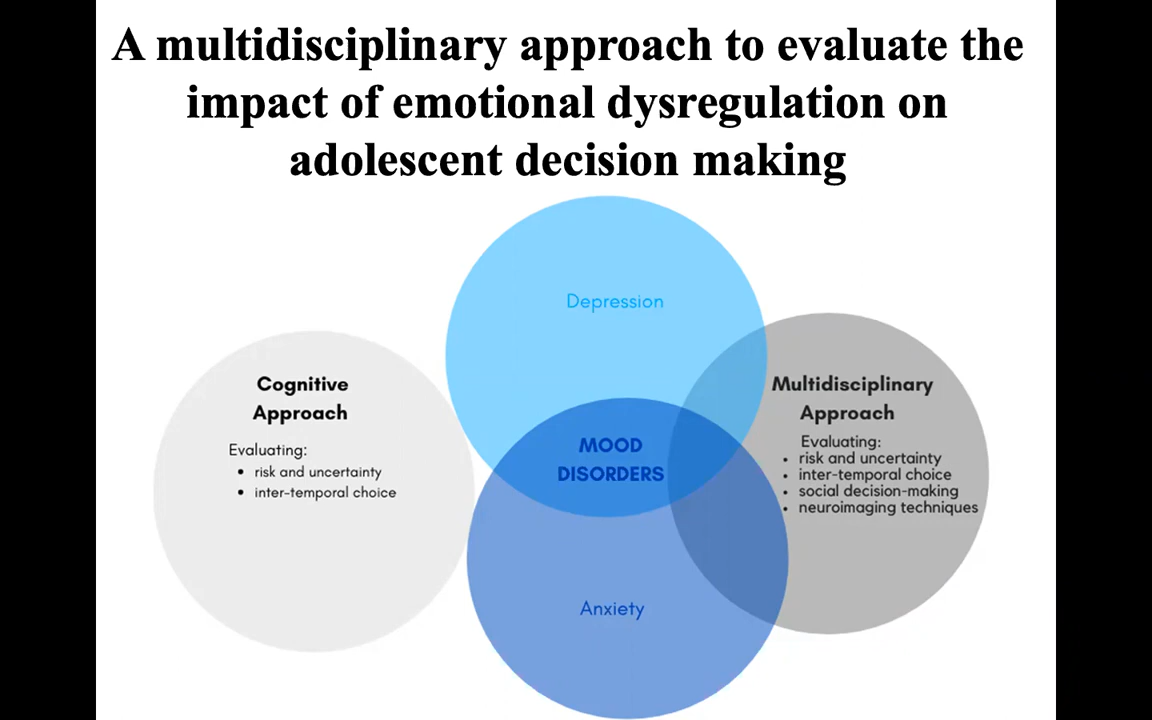 A multidisciplinary approach to evaluate the
impact of emotional dysregulation on
adolescent decision making
Depression
Cognitive
Approach
Evaluating:
• risk and uncertainty
• inter-temporal choice
MOOD
DISORDERS
Multidisciplinary
Approach
Evaluating:
• risk and uncertainty
• inter-temporal choice
• social decision-making
• neuroimaging techniques
Anxiety